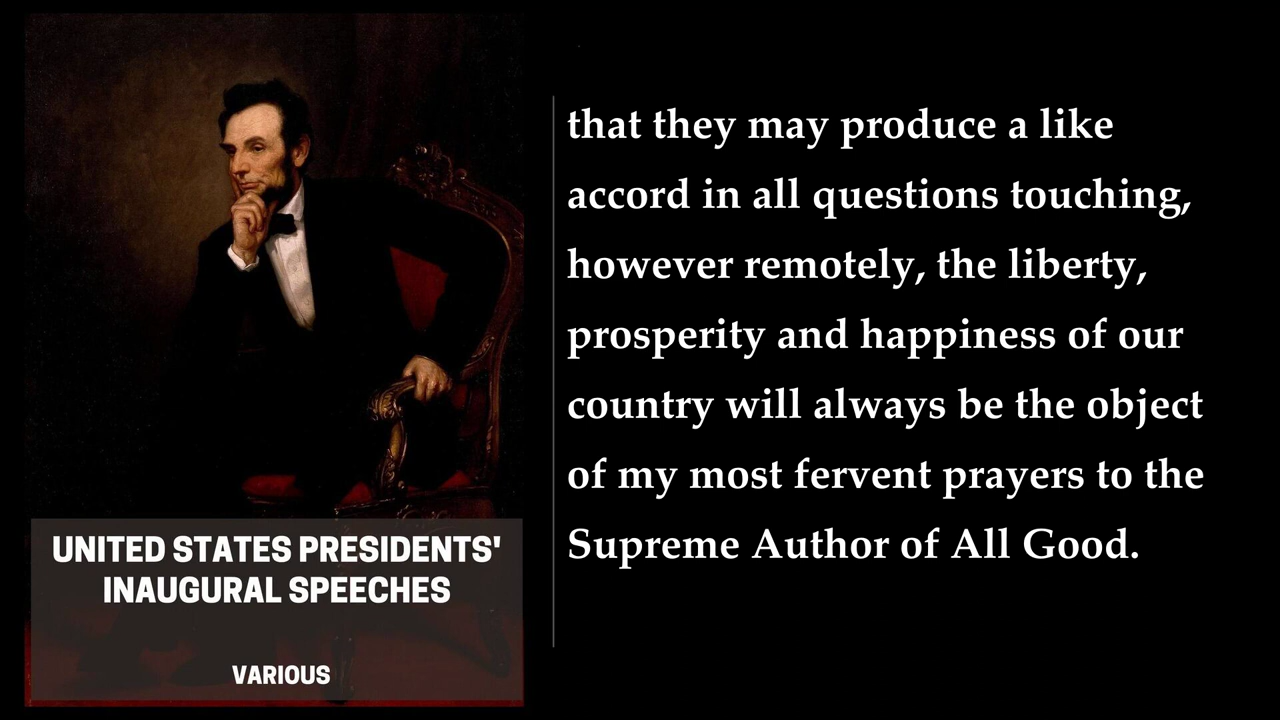 that they may produce a like
accord in all questions touching,
however remotely, the liberty,
prosperity and happiness of our
country will always be the object
of my most fervent prayers to the
Supreme Author of All Good.
UNITED STATES PRESIDENTS'
INAUGURAL SPEECHES
VARIOUS